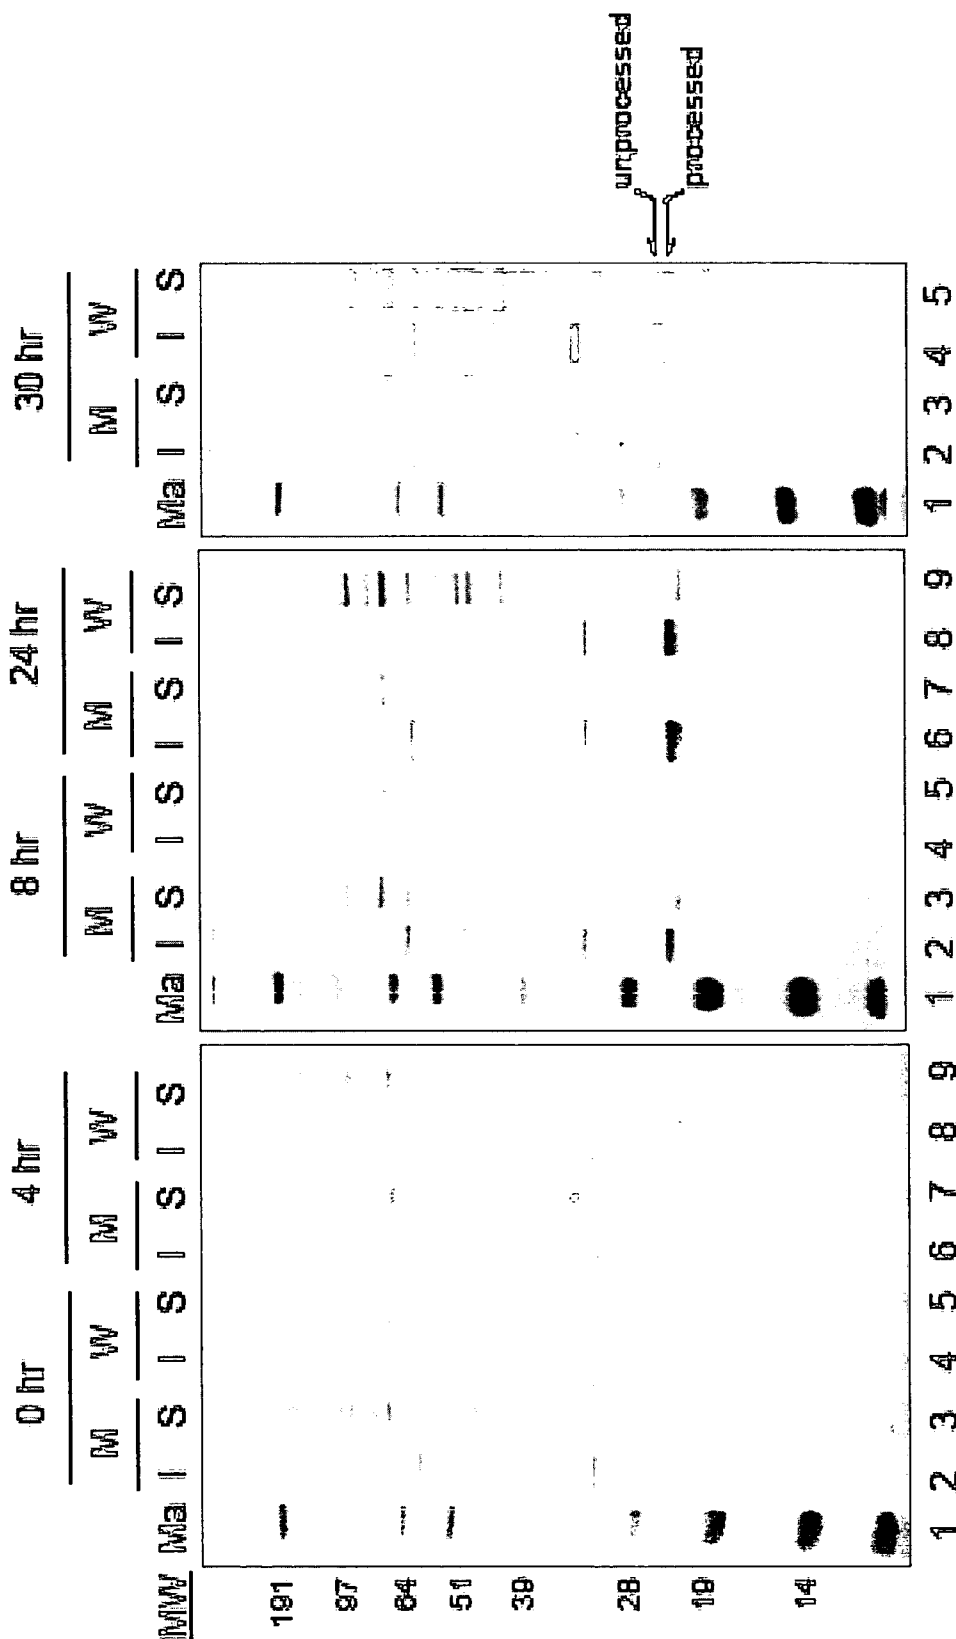 0 hr 4 hr 8 hr 24 hr 30 hr
M W M W M W M W M W
MW Ma I S I S I S I S Ma I S I S I S I S Ma I S I S
191
97
64
51
39
28 unprocessed
19 processed
14
1 2 3 4 5 6 7 8 9 1 2 3 4 5 6 7 8 9 1 2 3 4 5